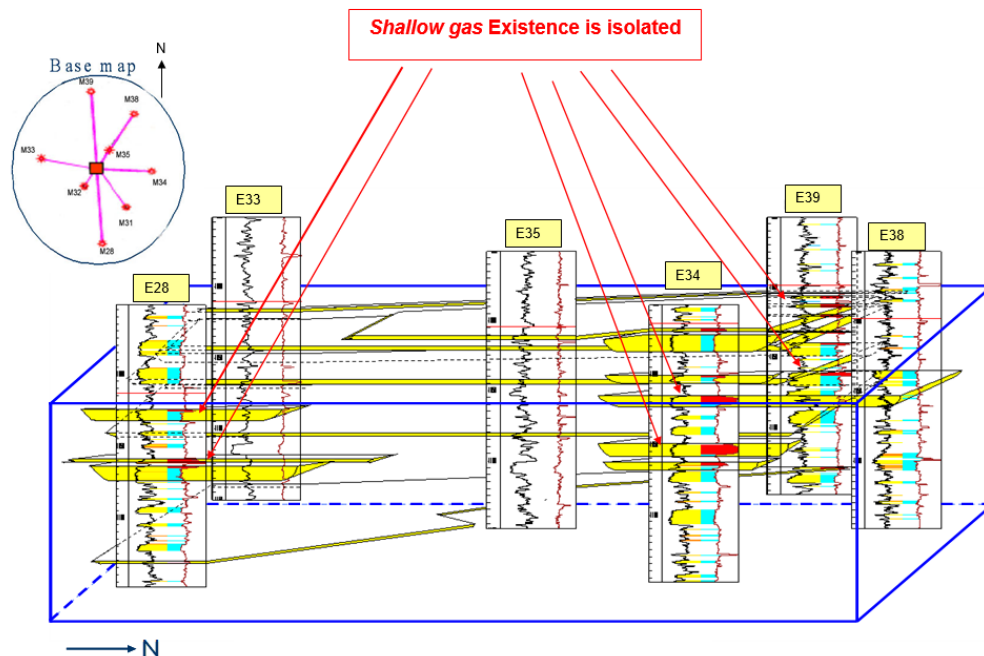 Shallow gas Existence is isolated
N
Base map
M39
M38
M33
M35
M34
M32
M31
M28
E33
E39
E35
E38
E34
E28
N